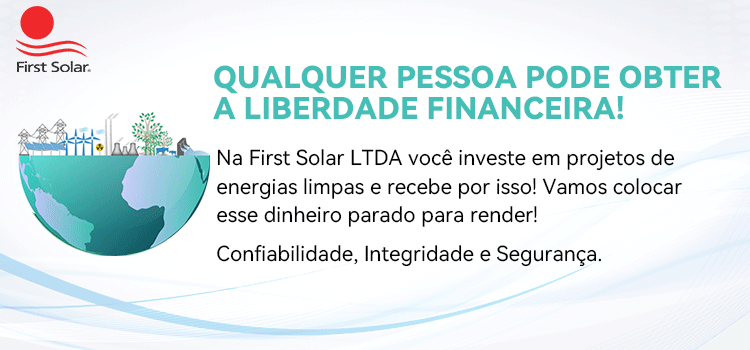 First Solar.
QUALQUER PESSOA PODE OBTER
A LIBERDADE FINANCEIRA!
Na First Solar LTDA você investe em projetos de
energias limpas e recebe por isso! Vamos colocar
esse dinheiro parado para render!
Confiabilidade, Integridade e Segurança.